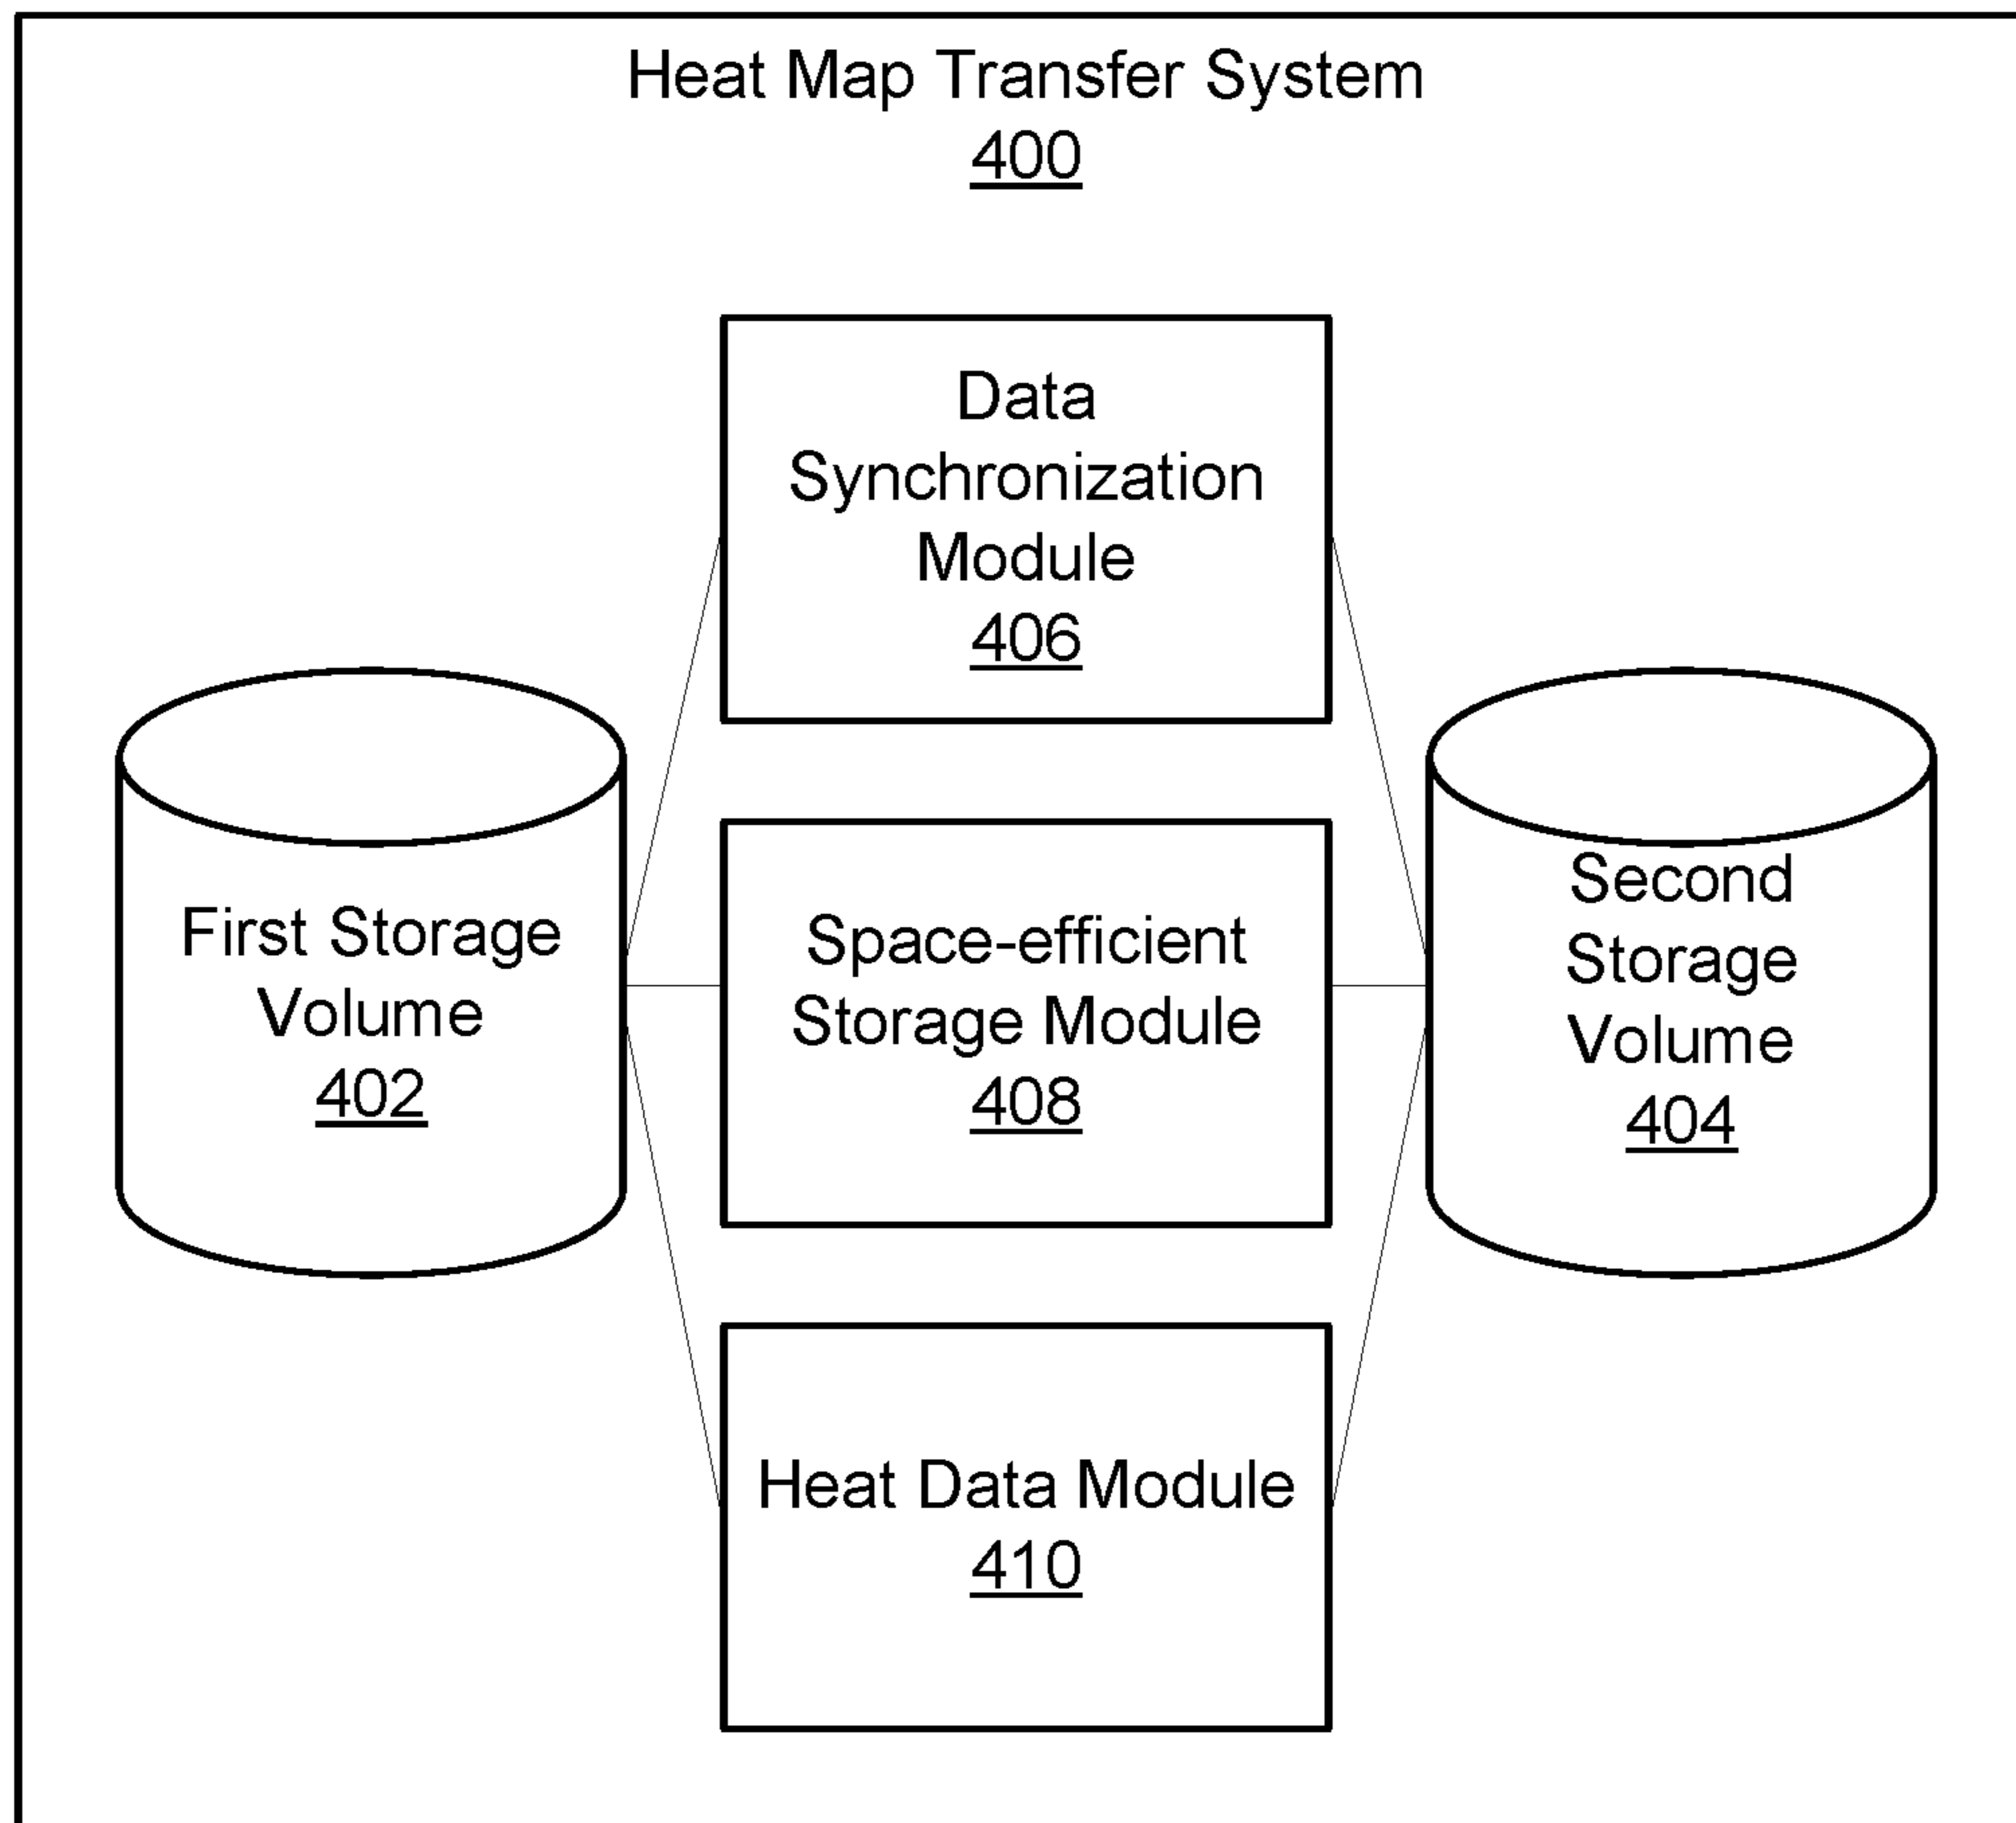 Heat Map Transfer System
400
Data
Synchronization
Module
406
First Storage
Volume
402
Space-efficient
Storage Module
408
Second
Storage
Volume
404
Heat Data Module
410